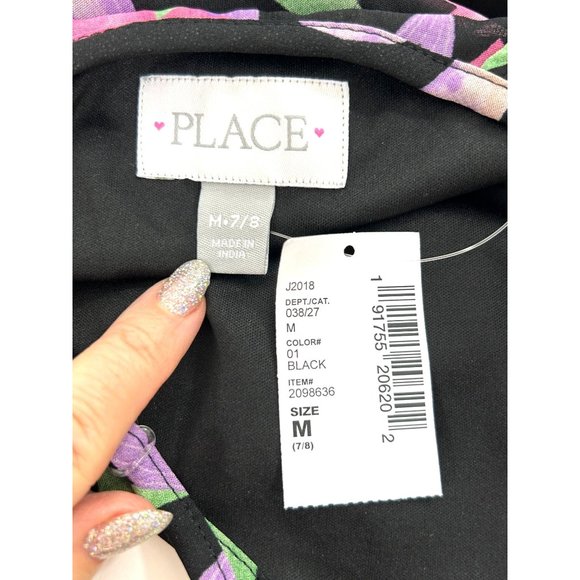 PLACE
M•7/8
MADE IN
INDIA
J2018
DEPT./CAT.
038/27
M
COLOR#
01
BLACK
ITEM#
2098636
SIZE
M
(7/8)
1 91755 20620 2